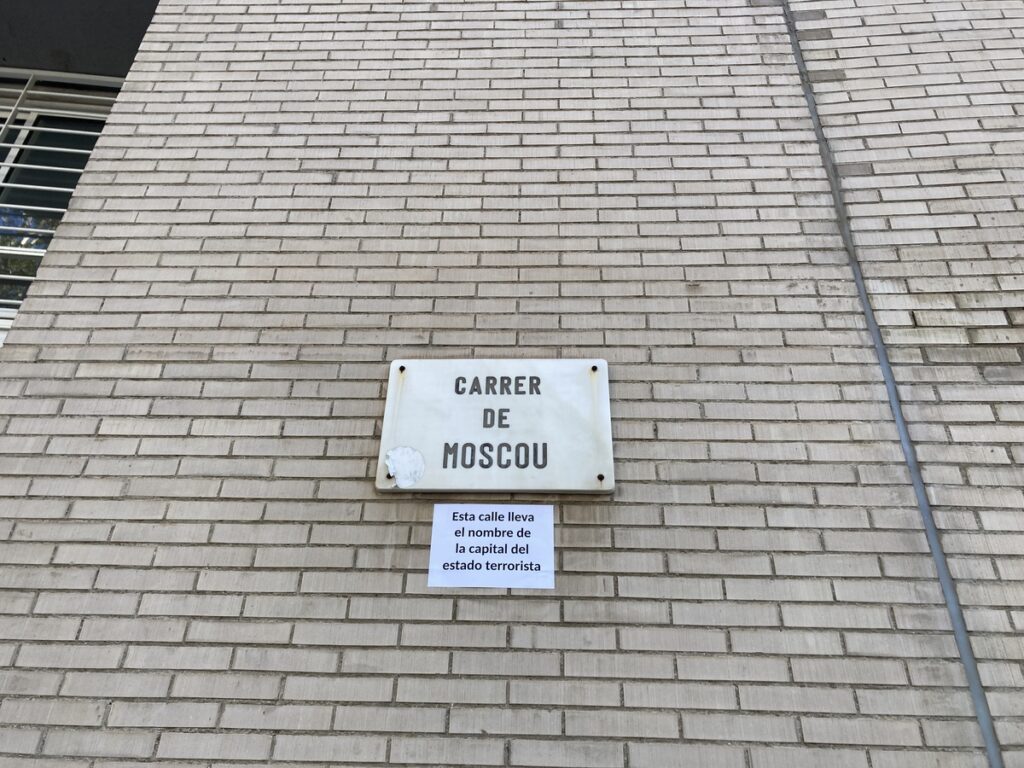 CARRER
DE
MOSCOU
Esta calle lleva
el nombre de
la capital del
estado terrorista